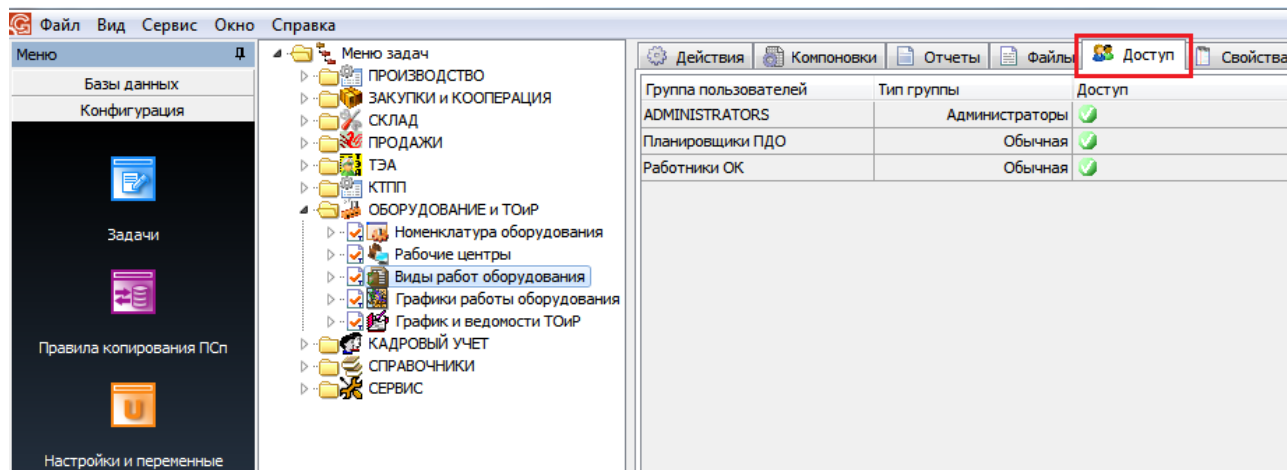 Файл Вид Сервис Окно Справка
Меню
Базы данных
Конфигурация
Задачи
Правила копирования ПСп
Настройки и переменные
Меню задач
ПРОИЗВОДСТВО
ЗАКУПКИ и КООПЕРАЦИЯ
СКЛАД
ПРОДАЖИ
ТЭА
КТПП
ОБОРУДОВАНИЕ и ТОиР
Номенклатура оборудования
Рабочие центры
Виды работ оборудования
Графики работы оборудования
График и ведомости ТОиР
КАДРОВЫЙ УЧЕТ
СПРАВОЧНИКИ
СЕРВИС
Действия Компоновки Отчеты Файлы Доступ Свойства
Группа пользователей Тип группы Доступ
ADMINISTRATORS Администраторы
Планировщики ПДО Обычная
Работники ОК Обычная